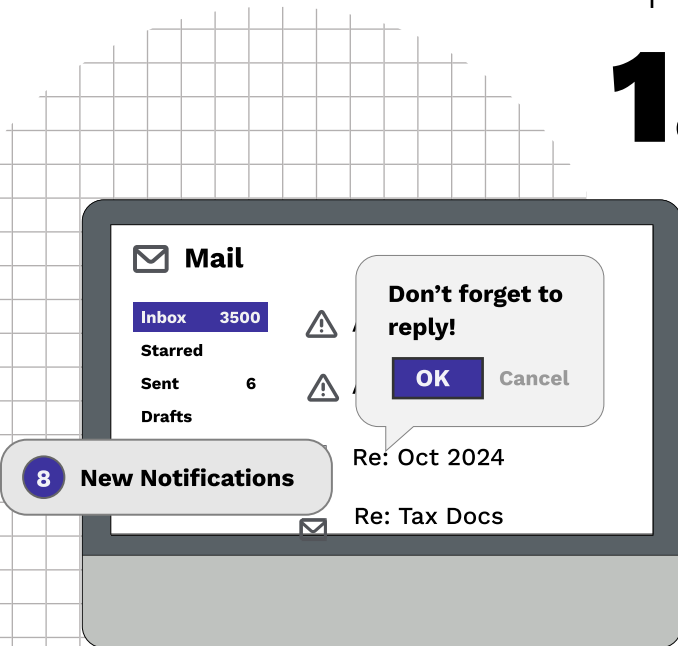 1
Mail
Don’t forget to
reply!
OK Cancel
Inbox 3500
Starred
Sent 6
Drafts
8 New Notifications
Re: Oct 2024
Re: Tax Docs